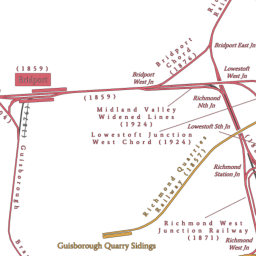 Bridport
Chord
(1876)
Bridport East Jn
(1859)
Bridport
Bridport
West Jn
Lowestoft
West Jn
(1859)
Richmond
Nth Jn
Midland Valley
Widened Lines
(1924)
Lowestoft Junction
West Chord (1924)
Lowestoft Sth Jn
Guisborough
Richmond Quarries
Railway (1857)
Richmond
Station Jn
Richmond West
Junction Railway
(1871)
Richmond
West Jn
Guisborough Quarry Sidings